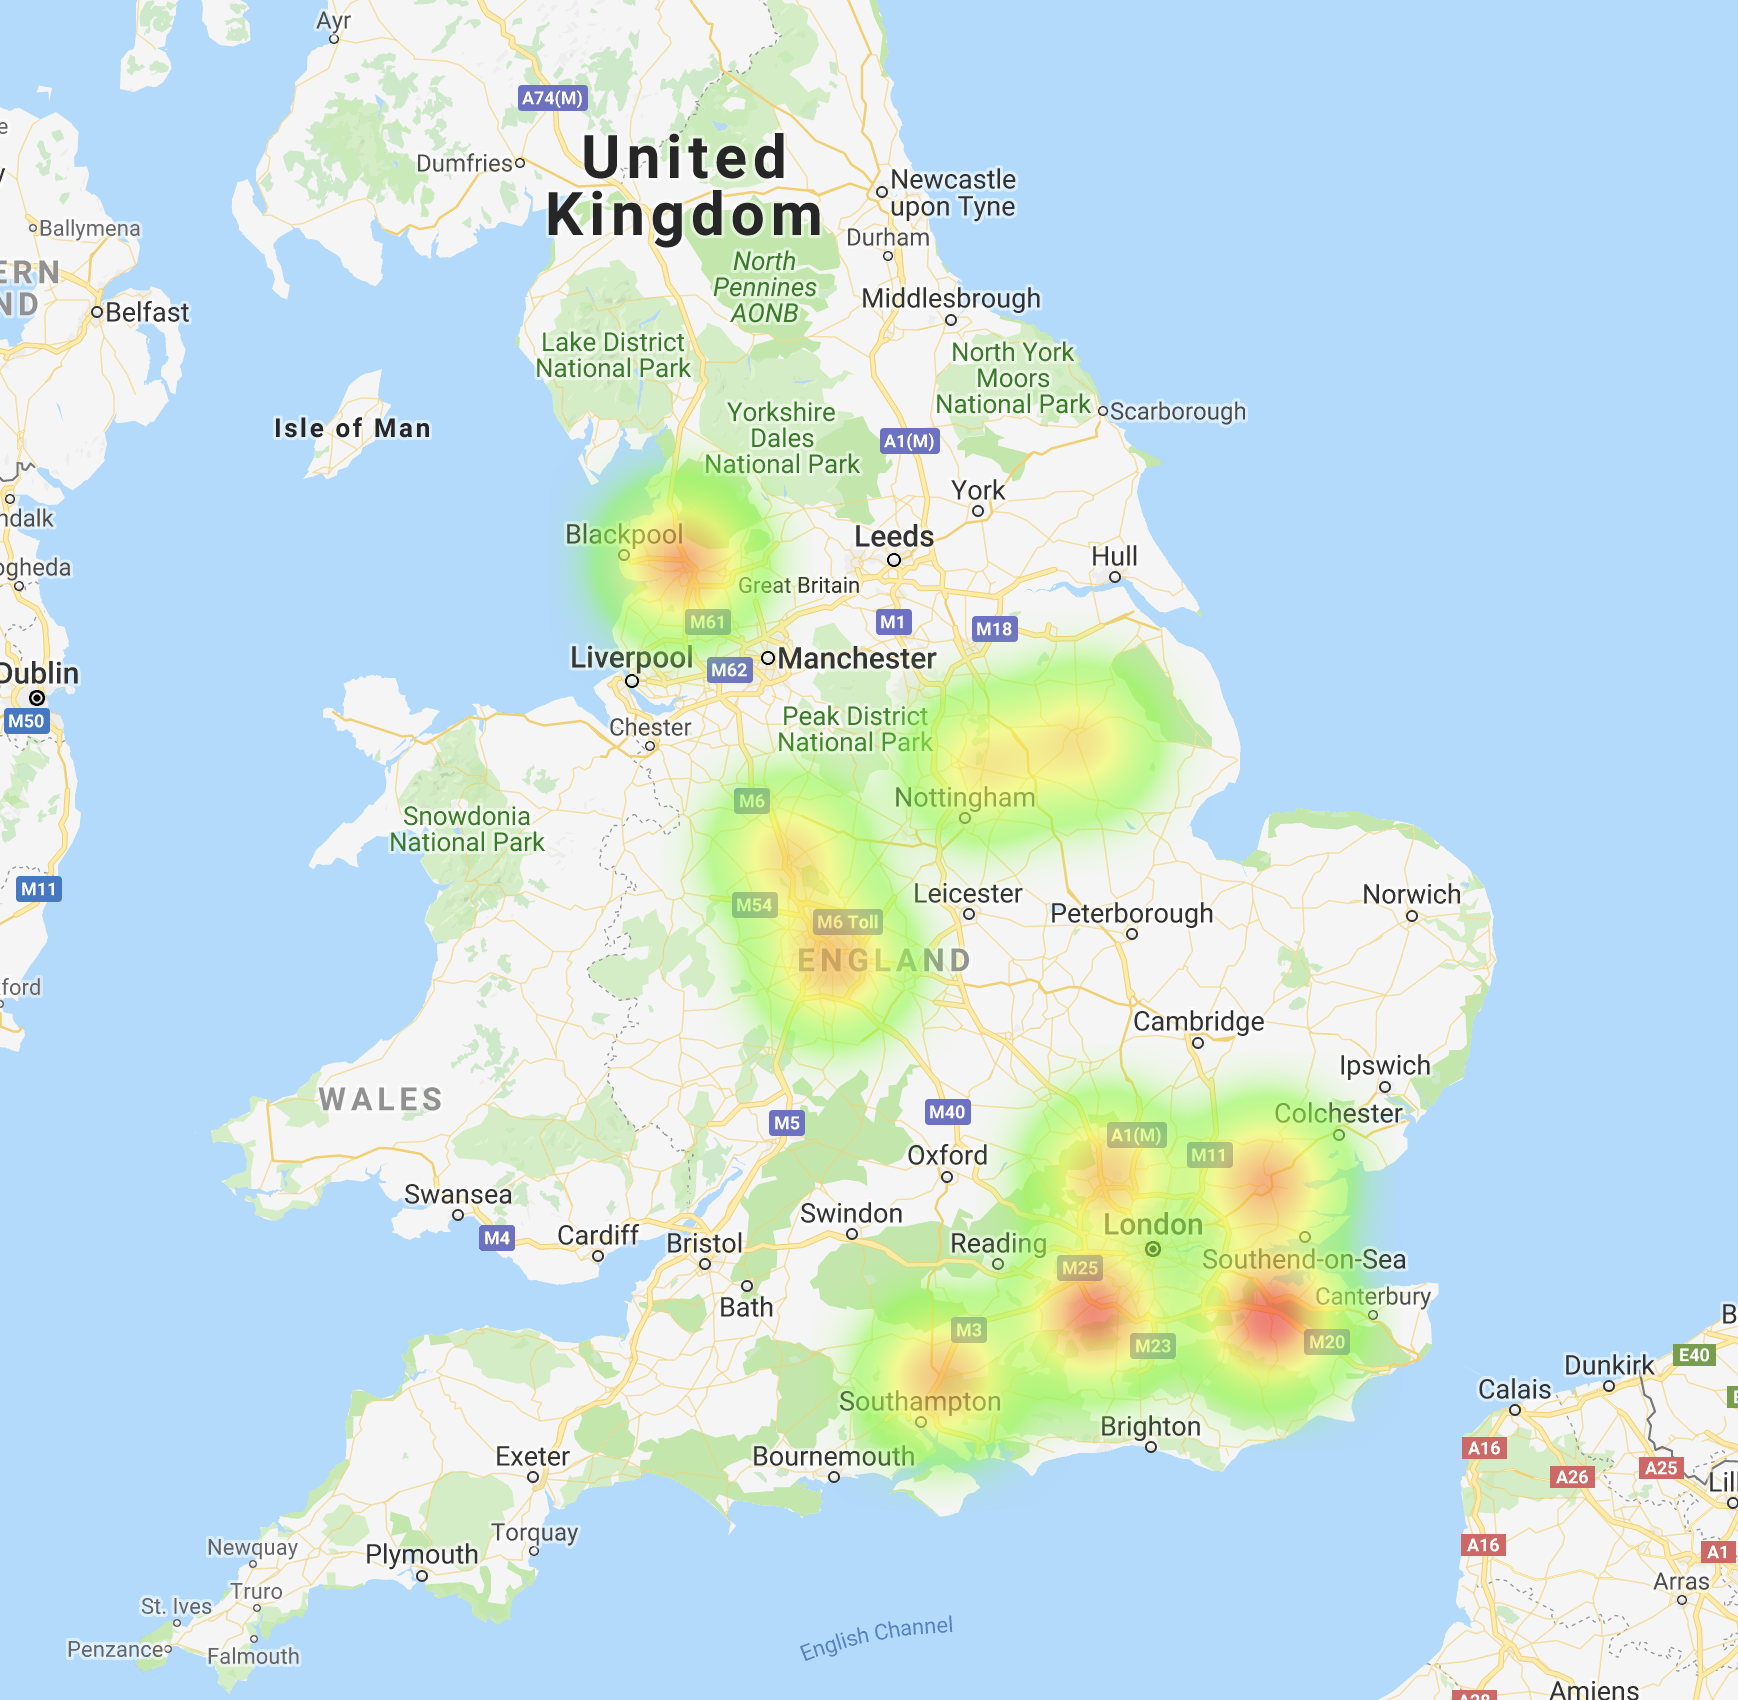 Ayr
A74(M)
United
Kingdom
Dumfries
Newcastle
upon Tyne
Durham
Ballymena
ERN
ND
Belfast
North
Pennines
AONB
Middlesbrough
Lake District
National Park
North York
Moors
National Park
Scarborough
Isle of Man
Yorkshire
Dales
National Park
A1(M)
York
ndalk
Blackpool
Leeds
Hull
ogheda
Great Britain
M61
M1
M18
Liverpool
M62
Manchester
Dublin
M50
Chester
Peak District
National Park
M6
Nottingham
Snowdonia
National Park
M11
M54
M6 Toll
Leicester
Peterborough
Norwich
ENGLAND
ford
Cambridge
Ipswich
WALES
M5
M40
Colchester
A1(M)
M11
Oxford
Swansea
M4
Cardiff
Bristol
Swindon
Reading
London
Southend-on-Sea
M25
Bath
Canterbury
M3
M23
M20
B
E40
Dunkirk
Calais
Southampton
Brighton
Exeter
Bournemouth
A16
A26
A25
Lil
Newquay
Torquay
Plymouth
A16
A1
Truro
St. Ives
Arras
Penzance
Falmouth
English Channel
Amiens